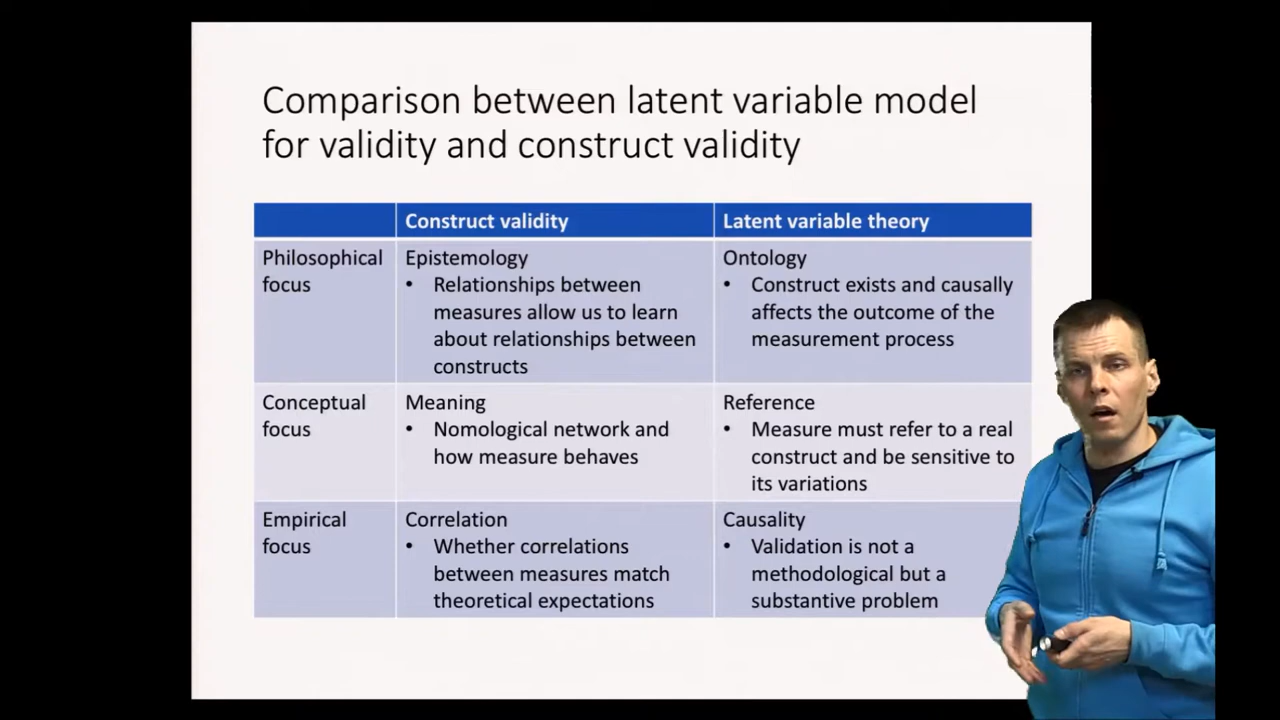 Comparison between latent variable model
for validity and construct validity
Construct validity
Latent variable theory
Philosophical
focus
Epistemology
• Relationships between
measures allow us to learn
about relationships between
constructs
Ontology
• Construct exists and causally
affects the outcome of the
measurement process
Conceptual
focus
Meaning
• Nomological network and
how measure behaves
Reference
• Measure must refer to a real
construct and be sensitive to
its variations
Empirical
focus
Correlation
• Whether correlations
between measures match
theoretical expectations
Causality
• Validation is not a
methodological but a
substantive problem